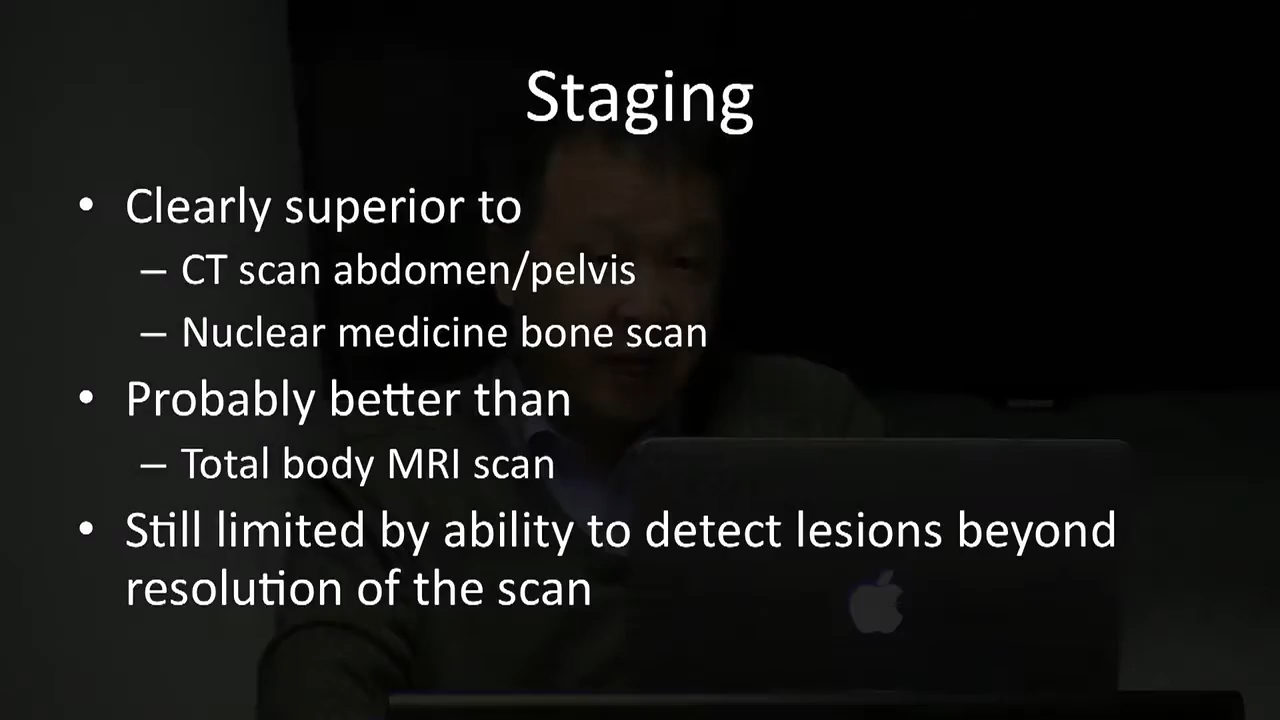 Staging
• Clearly superior to
– CT scan abdomen/pelvis
– Nuclear medicine bone scan
• Probably better than
– Total body MRI scan
• Still limited by ability to detect lesions beyond
resolution of the scan